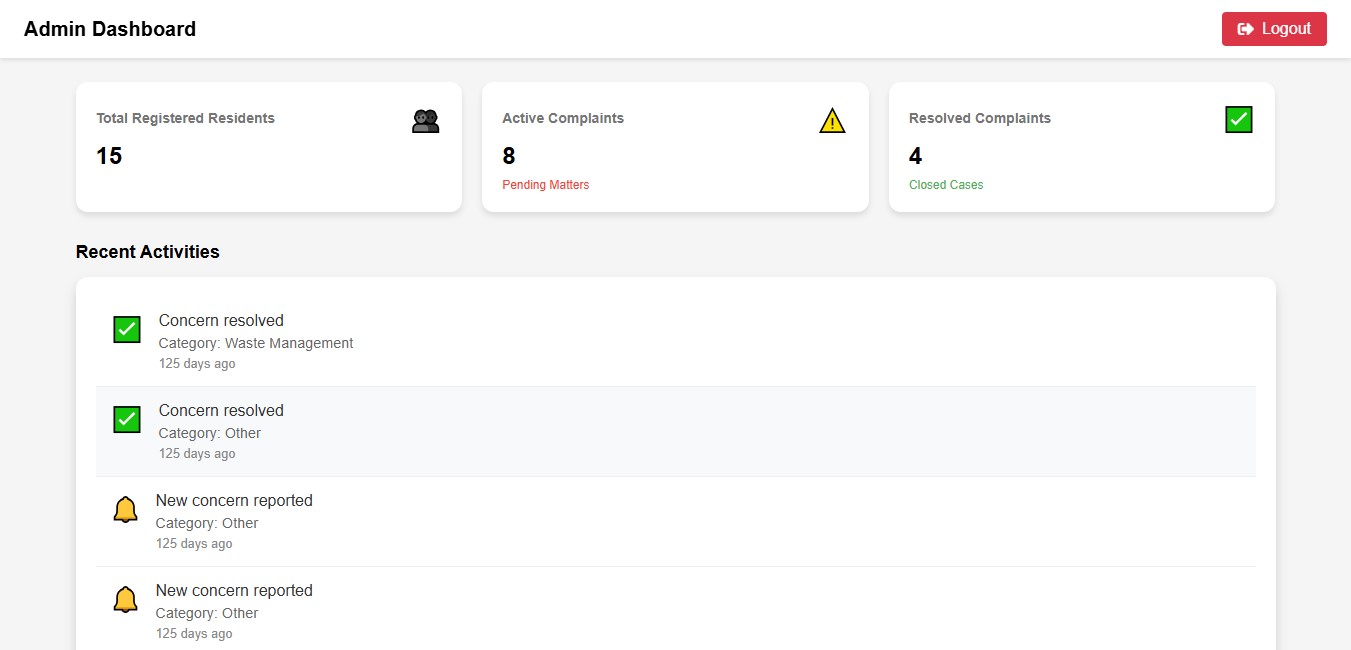 Admin Dashboard
Logout
Total Registered Residents
15
Active Complaints
8
Pending Matters
Resolved Complaints
4
Closed Cases
Recent Activities
Concern resolved
Category: Waste Management
125 days ago
Concern resolved
Category: Other
125 days ago
New concern reported
Category: Other
125 days ago
New concern reported
Category: Other
125 days ago